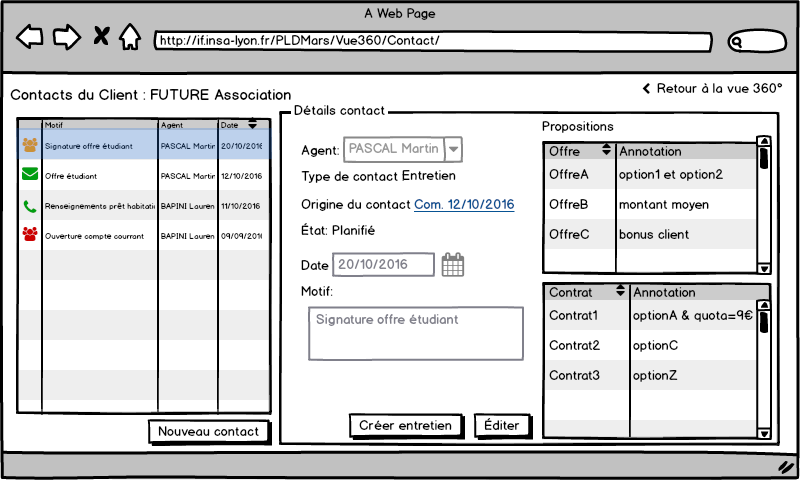 A Web Page
http://if.insa-lyon.fr/PLDMars/Vue360/Contact/
Retour à la vue 360°
Contacts du Client : FUTURE Association
Motif Agent Date
Signature offre étudiant PASCAL Martin 20/10/2016
Offre étudiant PASCAL Martin 12/10/2016
Renseignements prêt habitati BAPINI Lauren 11/10/2016
Ouverture compte courrant BAPINI Lauren 09/09/2016
Nouveau contact
Détails contact
Agent: PASCAL Martin
Type de contact Entretien
Origine du contact Com. 12/10/2016
État: Planifié
Date 20/10/2016
Motif:
Signature offre étudiant
Créer entretien Éditer
Propositions
Offre Annotation
OffreA option1 et option2
OffreB montant moyen
OffreC bonus client
Contrat Annotation
Contrat1 optionA & quota=9€
Contrat2 optionC
Contrat3 optionZ